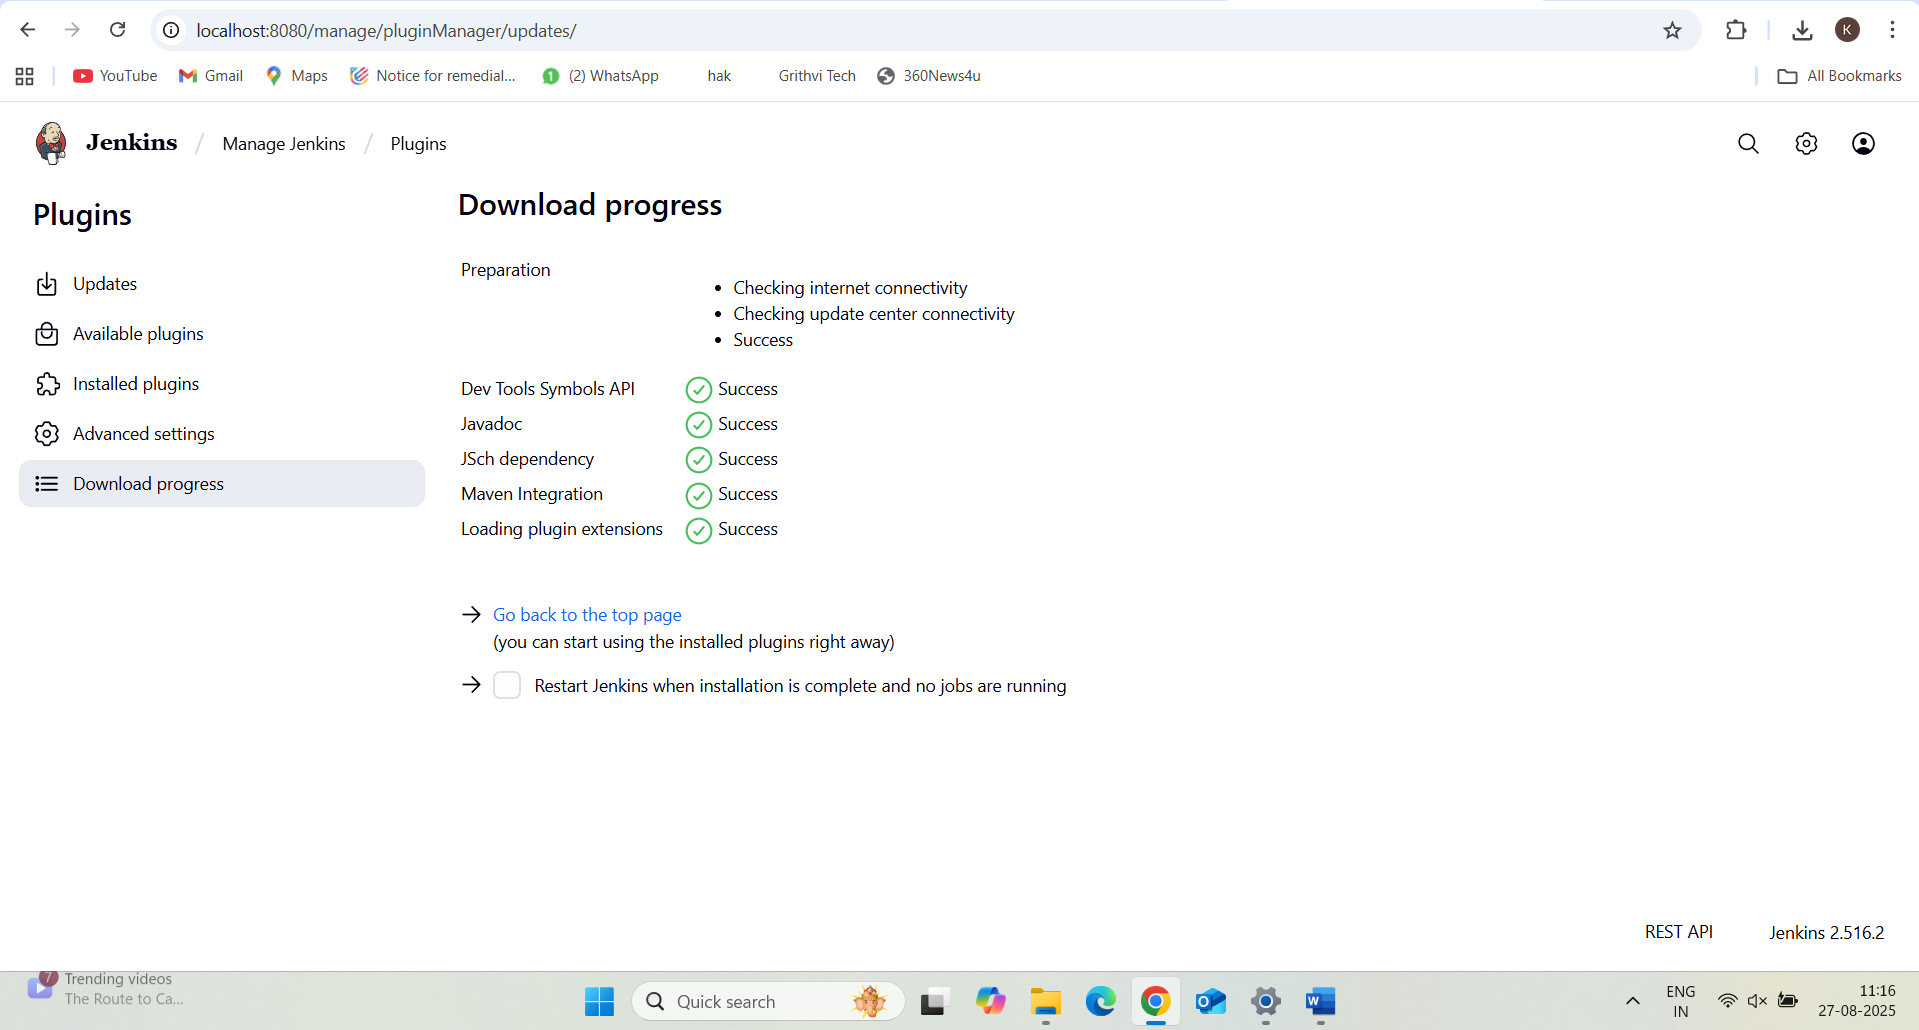 localhost:8080/manage/pluginManager/updates/
K
YouTube
Gmail
Maps
Notice for remedial...
1
(2) WhatsApp
hak
Grithvi Tech
360News4u
All Bookmarks
Jenkins / Manage Jenkins / Plugins
Plugins
Updates
Available plugins
Installed plugins
Advanced settings
Download progress
Download progress
Preparation
• Checking internet connectivity
• Checking update center connectivity
• Success
Dev Tools Symbols API Success
Javadoc Success
JSch dependency Success
Maven Integration Success
Loading plugin extensions Success
→ Go back to the top page
(you can start using the installed plugins right away)
→ Restart Jenkins when installation is complete and no jobs are running
REST API
Jenkins 2.516.2
7
Trending videos
The Route to Ca...
Quick search
ENG
IN
11:16
27-08-2025